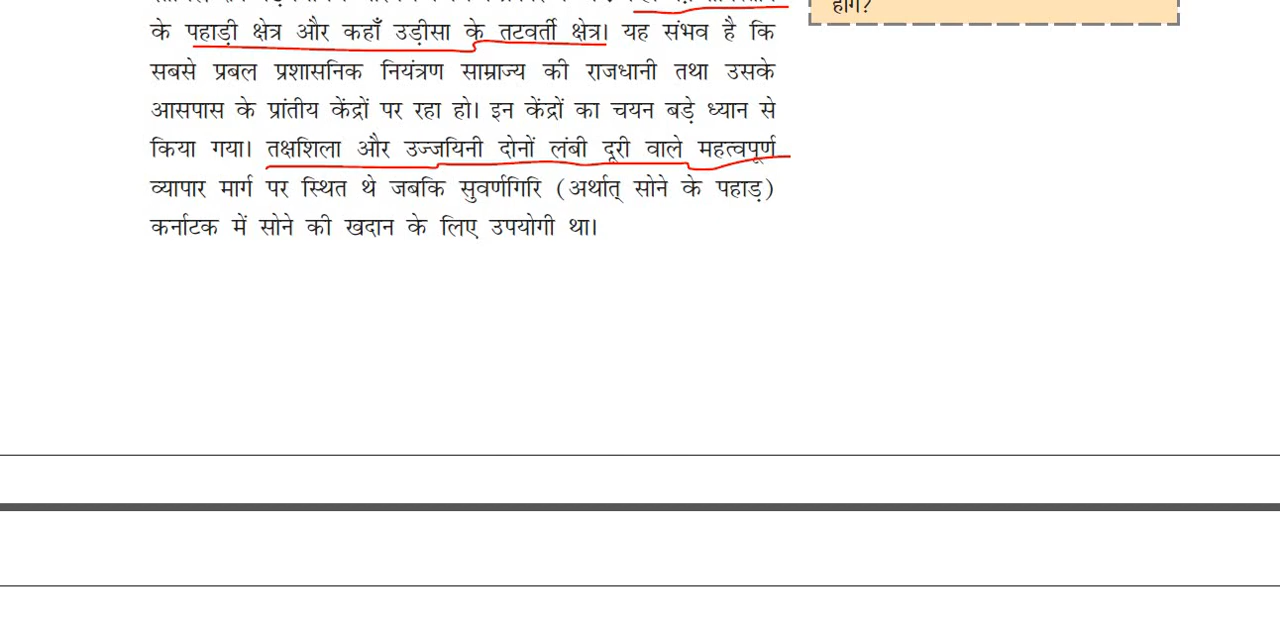 के पहाड़ी क्षेत्र और कहाँ उड़ीसा के तटवर्ती क्षेत्र। यह संभव है कि
सबसे प्रबल प्रशासनिक नियंत्रण साम्राज्य की राजधानी तथा उसके
आसपास के प्रांतीय केंद्रों पर रहा हो। इन केंद्रों का चयन बड़े ध्यान से
किया गया। तक्षशिला और उज्जयिनी दोनों लंबी दूरी वाले महत्वपूर्ण
व्यापार मार्ग पर स्थित थे जबकि सुवर्णगिरि (अर्थात् सोने के पहाड़)
कर्नाटक में सोने की खदान के लिए उपयोगी था।
होंगे?